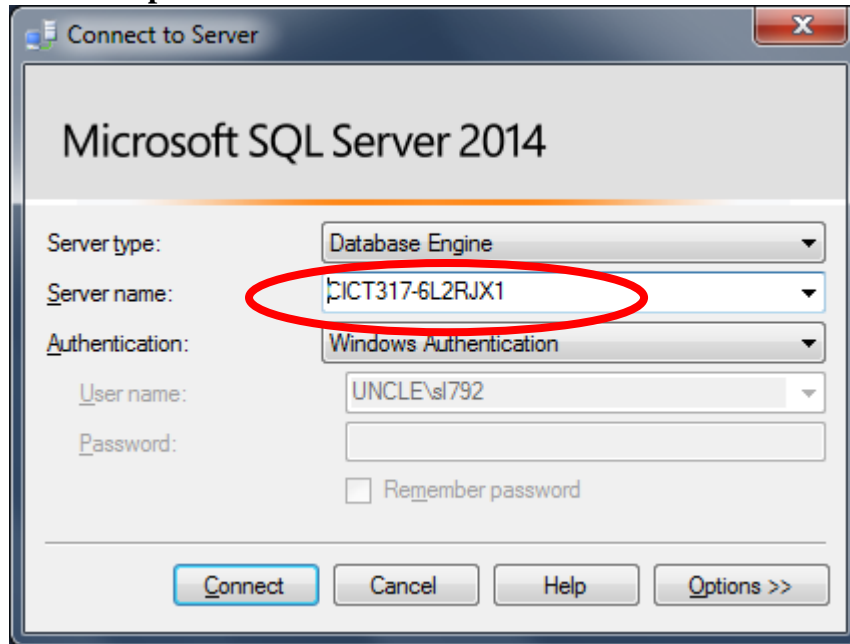 Connect to Server
Microsoft SQL Server 2014
Server type: Database Engine
Server name: CICT317-6L2RJX1
Authentication: Windows Authentication
User name: UNCLE\sl792
Password:
Remember password
Connect Cancel Help Options >>